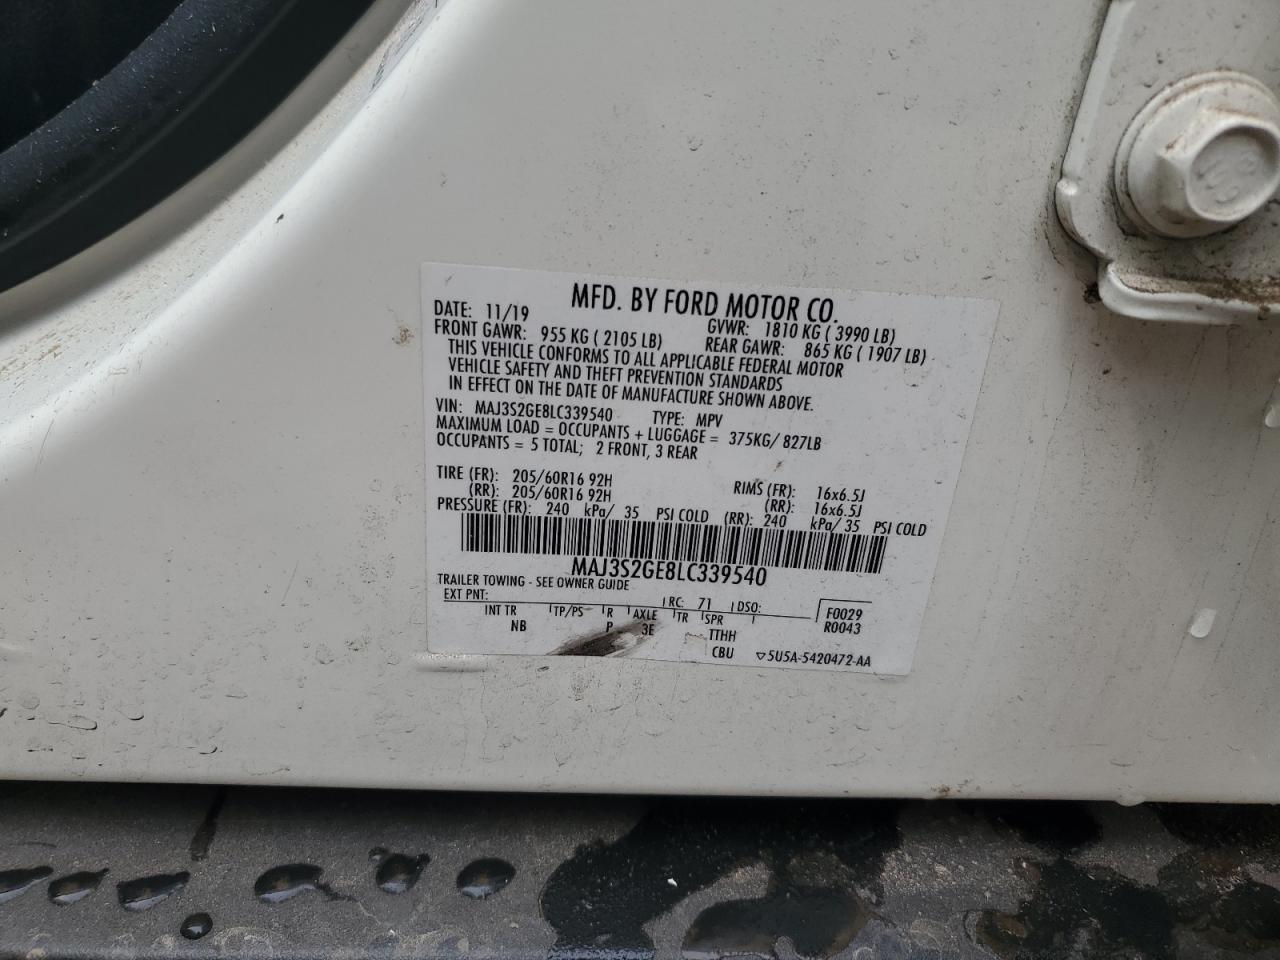 MFD. BY FORD MOTOR CO.
DATE: 11/19 GVWR: 1810 KG ( 3990 LB)
FRONT GAWR: 955 KG ( 2105 LB) REAR GAWR: 865 KG ( 1907 LB)
THIS VEHICLE CONFORMS TO ALL APPLICABLE FEDERAL MOTOR
VEHICLE SAFETY AND THEFT PREVENTION STANDARDS
IN EFFECT ON THE DATE OF MANUFACTURE SHOWN ABOVE.
VIN: MAJ3S2GE8LC339540 TYPE: MPV
MAXIMUM LOAD = OCCUPANTS + LUGGAGE = 375KG/ 827LB
OCCUPANTS = 5 TOTAL; 2 FRONT, 3 REAR
TIRE (FR): 205/60R16 92H RIMS (FR): 16x6.5J
(RR): 205/60R16 92H (RR): 16x6.5J
PRESSURE (FR): 240 kPa/ 35 PSI COLD (RR): 240 kPa/ 35 PSI COLD
MAJ3S2GE8LC339540
TRAILER TOWING - SEE OWNER GUIDE
EXT PNT: RC: 71 DSO: F0029
INT TR TP/PS R AXLE TR SPR R0043
NB P 3E TTHH
CBU ▽5U5A-5420472-AA